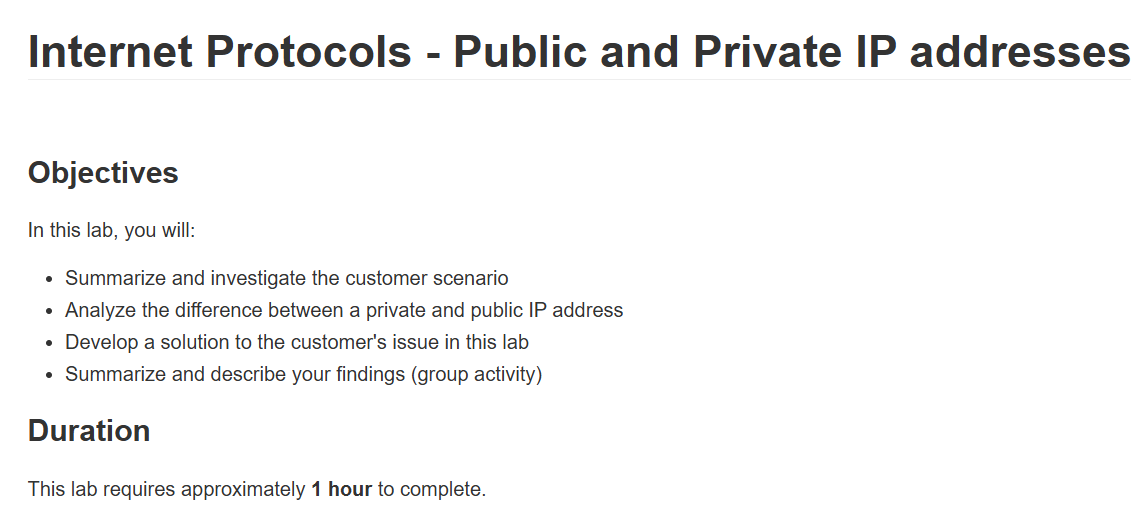 Internet Protocols - Public and Private IP addresses
Objectives
In this lab, you will:
• Summarize and investigate the customer scenario
• Analyze the difference between a private and public IP address
• Develop a solution to the customer's issue in this lab
• Summarize and describe your findings (group activity)
Duration
This lab requires approximately 1 hour to complete.